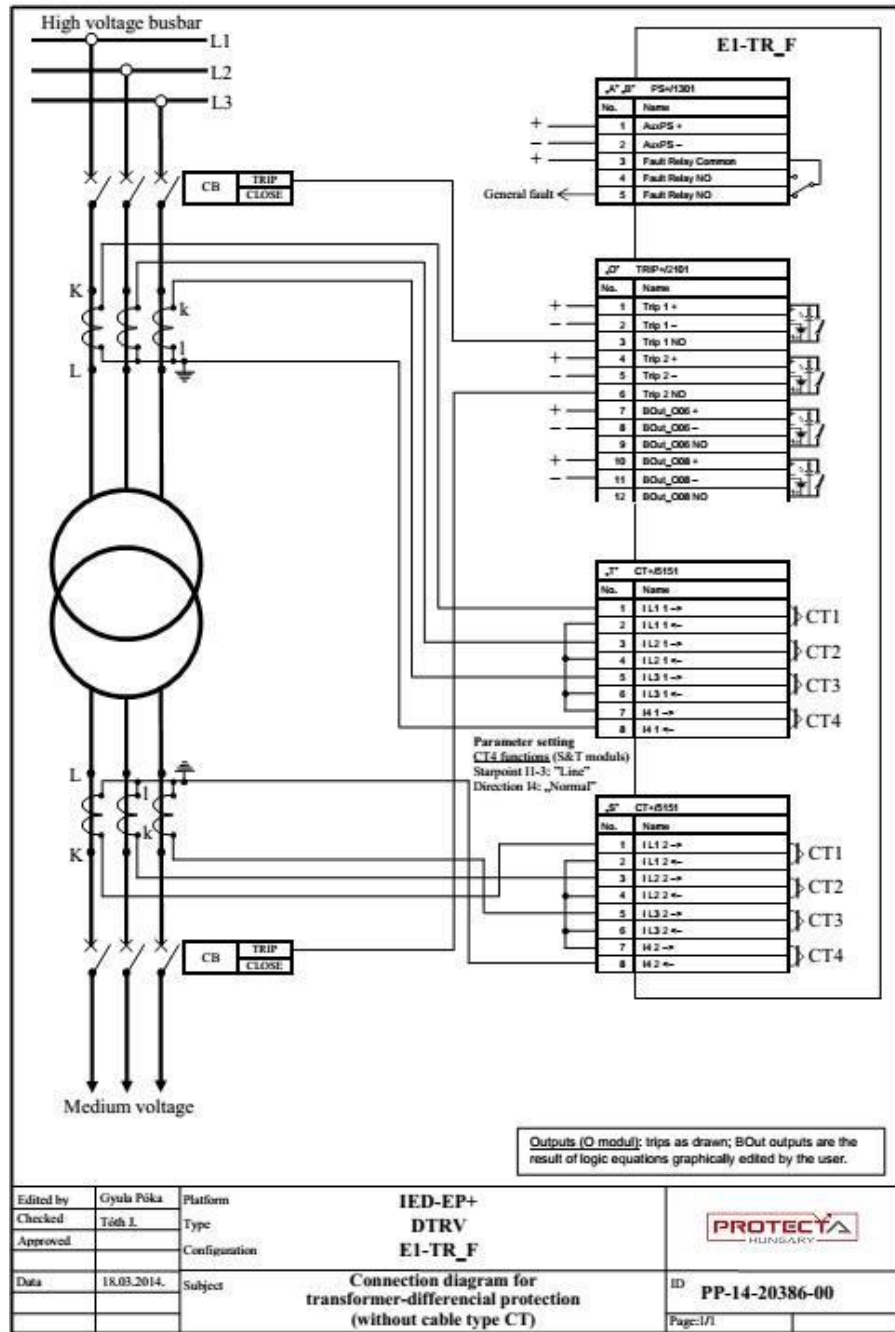 High voltage busbar
L1
L2
L3
E1-TR_F
„A" „B" PS+/1301
No. Name
+ 1 AuxPS +
− 2 AuxPS −
+ 3 Fault Relay Common
4 Fault Relay NO
General fault 5 Fault Relay NO
CB TRIP
CLOSE
„O" TRIP+/2101
No. Name
+ 1 Trip 1 +
− 2 Trip 1 −
3 Trip 1 NO
+ 4 Trip 2 +
− 5 Trip 2 −
6 Trip 2 NO
+ 7 BOut_O06 +
− 8 BOut_O06 −
9 BOut_O06 NO
+ 10 BOut_O08 +
− 11 BOut_O08 −
12 BOut_O08 NO
K
k
l
L
„T" CT+/5151
No. Name
1 I L1 1 –>
2 I L1 1 <–
3 I L2 1 –>
4 I L2 1 <–
5 I L3 1 –>
6 I L3 1 <–
7 I4 1 –>
8 I4 1 <–
CT1
CT2
CT3
CT4
Parameter setting
CT4 functions (S&T moduls)
Starpoint I1-3: "Line"
Direction I4: „Normal"
L
l
k
K
„S" CT+/5151
No. Name
1 I L1 2 –>
2 I L1 2 <–
3 I L2 2 –>
4 I L2 2 <–
5 I L3 2 –>
6 I L3 2 <–
7 I4 2 –>
8 I4 2 <–
CT1
CT2
CT3
CT4
CB TRIP
CLOSE
Medium voltage
Outputs (O modul): trips as drawn; BOut outputs are the
result of logic equations graphically edited by the user.
Edited by Gyula Póka
Checked Tóth J.
Approved
Data 18.03.2014.
Platform IED-EP+
Type DTRV
Configuration E1-TR_F
Subject Connection diagram for
transformer-differencial protection
(without cable type CT)
PROTECTA
HUNGARY
ID PP-14-20386-00
Page:1/1